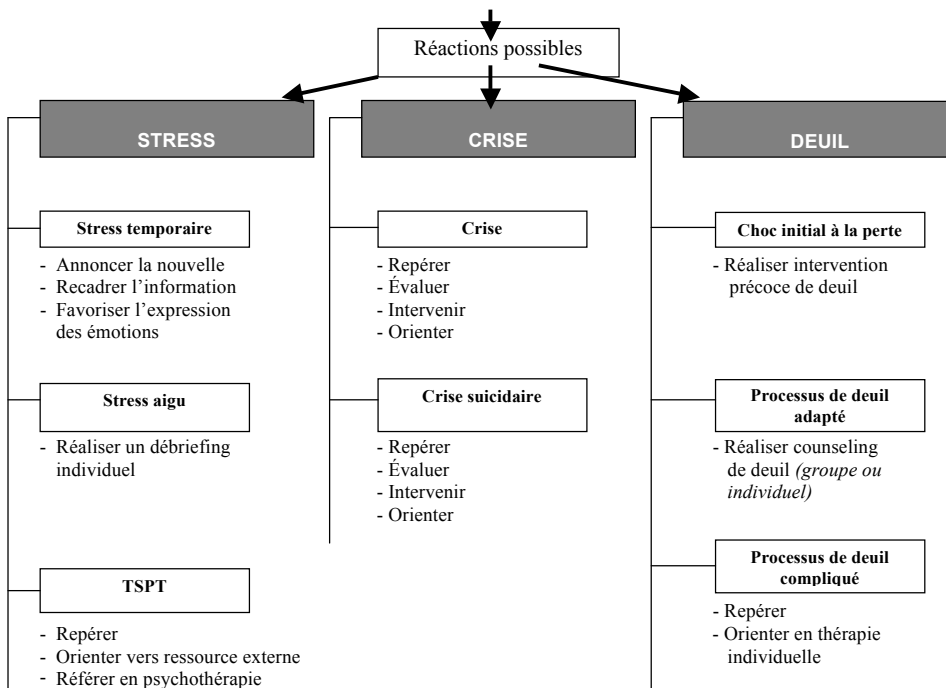 Réactions possibles
STRESS
Stress temporaire
- Annoncer la nouvelle
- Recadrer l'information
- Favoriser l'expression
des émotions
Stress aigu
- Réaliser un débriefing
individuel
TSPT
- Repérer
- Orienter vers ressource externe
- Référer en psychothérapie
CRISE
Crise
- Repérer
- Évaluer
- Intervenir
- Orienter
Crise suicidaire
- Repérer
- Évaluer
- Intervenir
- Orienter
DEUIL
Choc initial à la perte
- Réaliser intervention
précoce de deuil
Processus de deuil
adapté
- Réaliser counseling
de deuil (groupe ou
individuel)
Processus de deuil
compliqué
- Repérer
- Orienter en thérapie
individuelle